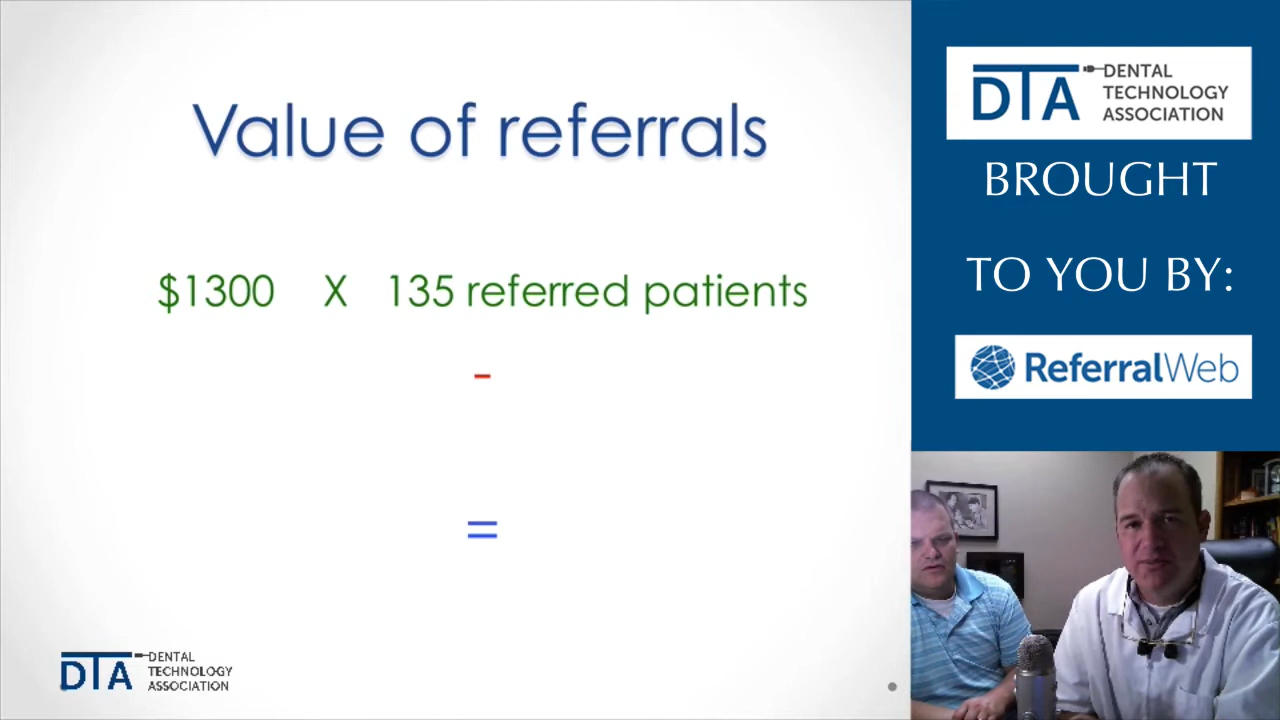 Value of referrals
$1300 X 135 referred patients
-
=
DTA DENTAL
TECHNOLOGY
ASSOCIATION
DTA DENTAL
TECHNOLOGY
ASSOCIATION
BROUGHT
TO YOU BY:
ReferralWeb